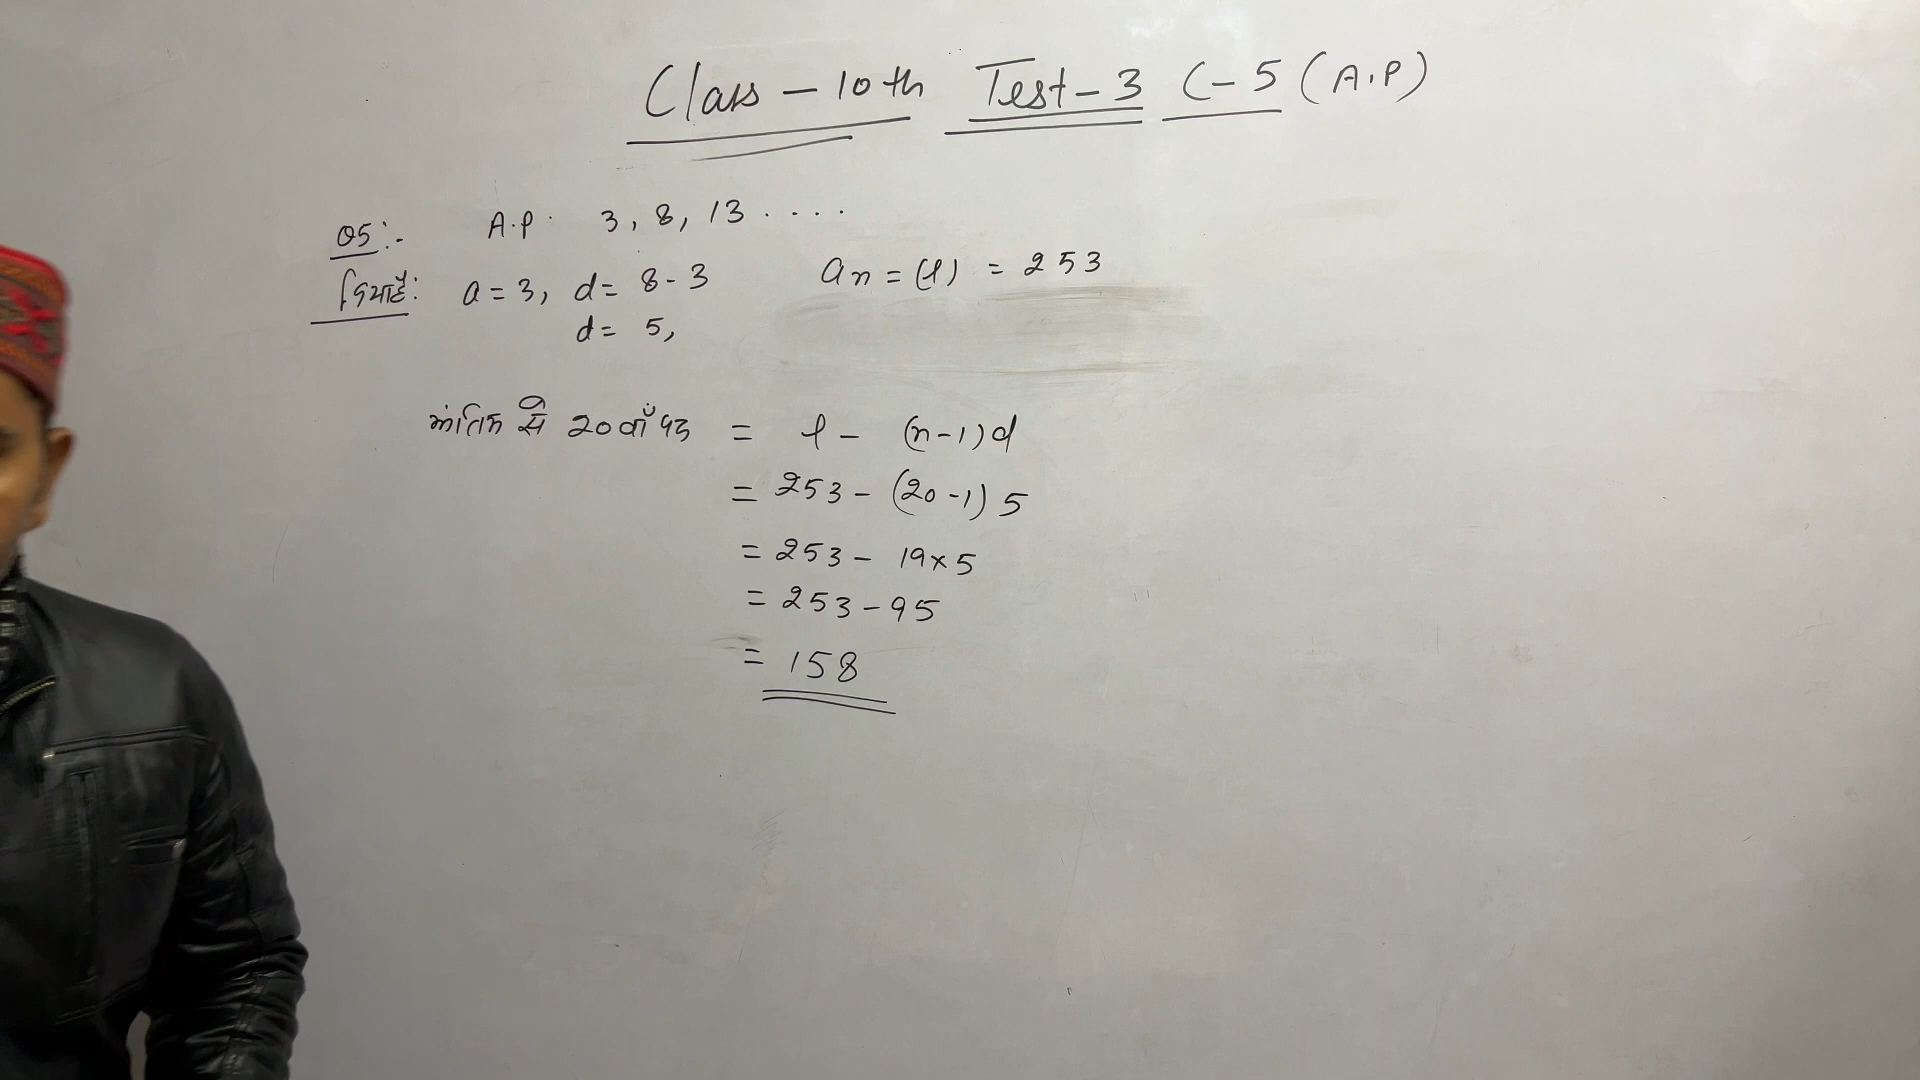 Class - 10th Test - 3 C-5 (A.P)
Q5:- A.P. 3, 8, 13 ....
दिया है: a = 3, d = 8 - 3 an = (l) = 253
d = 5,
अंतिम से 20वाँ पद = l - (n-1)d
= 253 - (20-1) 5
= 253 - 19×5
= 253 - 95
= 158